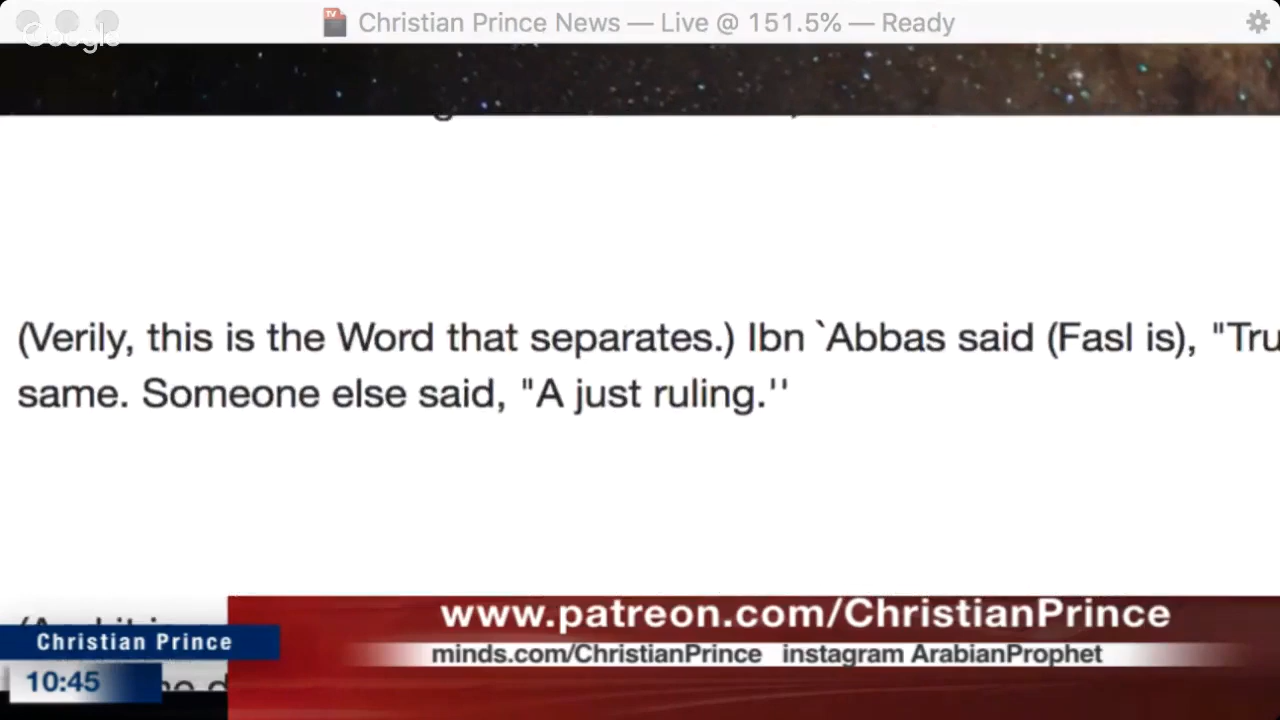 Christian Prince News — Live @ 151.5% — Ready
Google
(Verily, this is the Word that separates.) Ibn `Abbas said (Fasl is), "Tru
same. Someone else said, "A just ruling.''
www.patreon.com/ChristianPrince
Christian Prince
minds.com/ChristianPrince instagram ArabianProphet
10:45